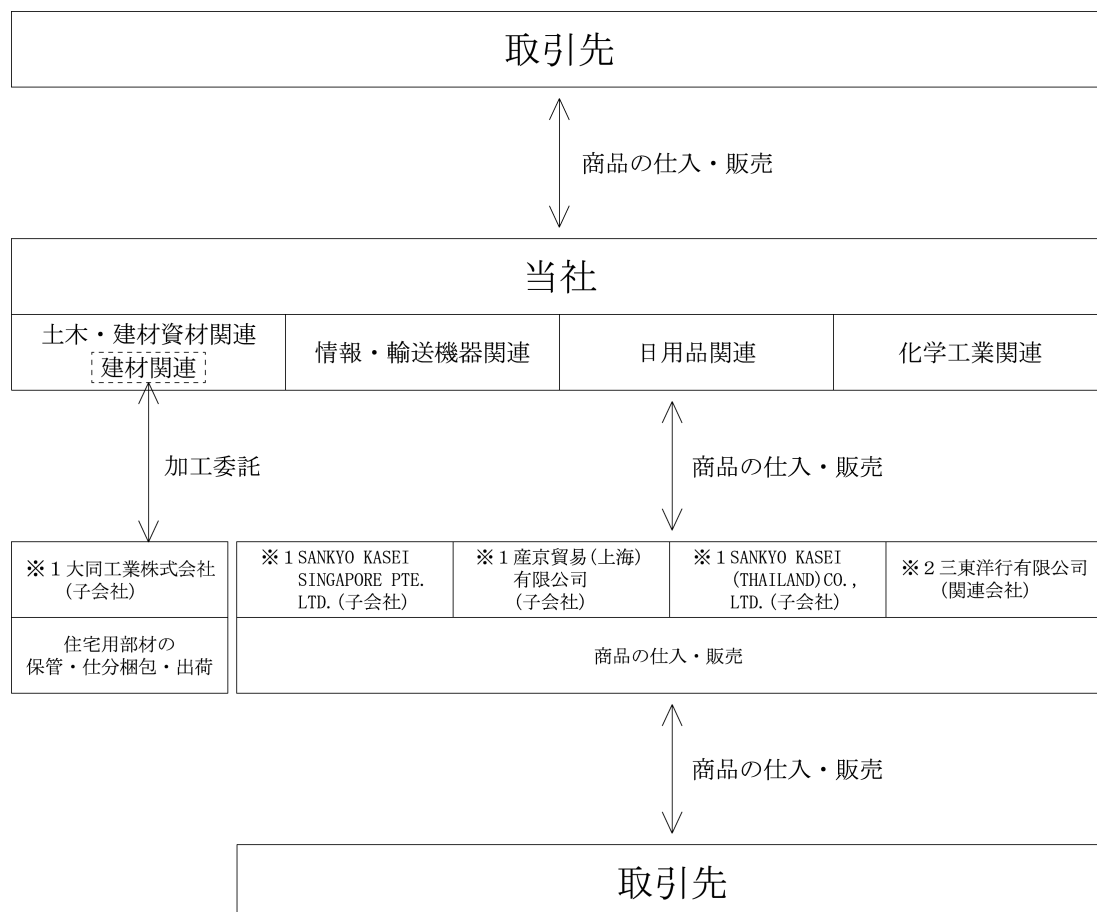 取引先
商品の仕入・販売
当社
土木・建材資材関連
建材関連
情報・輸送機器関連
日用品関連
化学工業関連
加工委託
商品の仕入・販売
※1大同工業株式会社
(子会社)
住宅用部材の
保管・仕分梱包・出荷
※1SANKYO KASEI
SINGAPORE PTE.
LTD.(子会社)
※1産京貿易(上海)
有限公司
(子会社)
※1SANKYO KASEI
(THAILAND)CO.,
LTD.(子会社)
※2三東洋行有限公司
(関連会社)
商品の仕入・販売
商品の仕入・販売
取引先